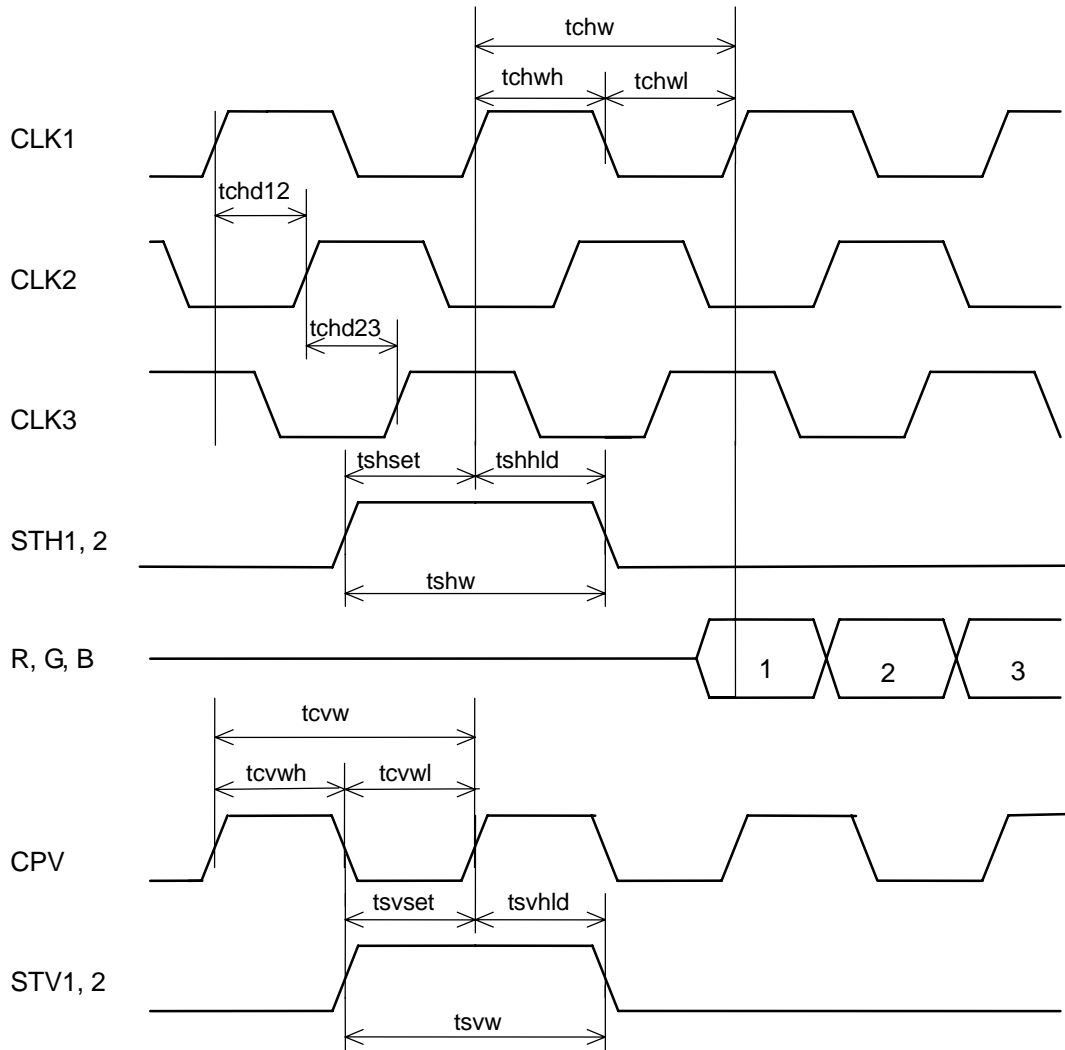 tchw
tchwh
tchwl
CLK1
tchd12
CLK2
tchd23
CLK3
tshset
tshhld
STH1, 2
tshw
R, G, B
1
2
3
tcvw
tcvwh
tcvwl
CPV
tsvset
tsvhld
STV1, 2
tsvw